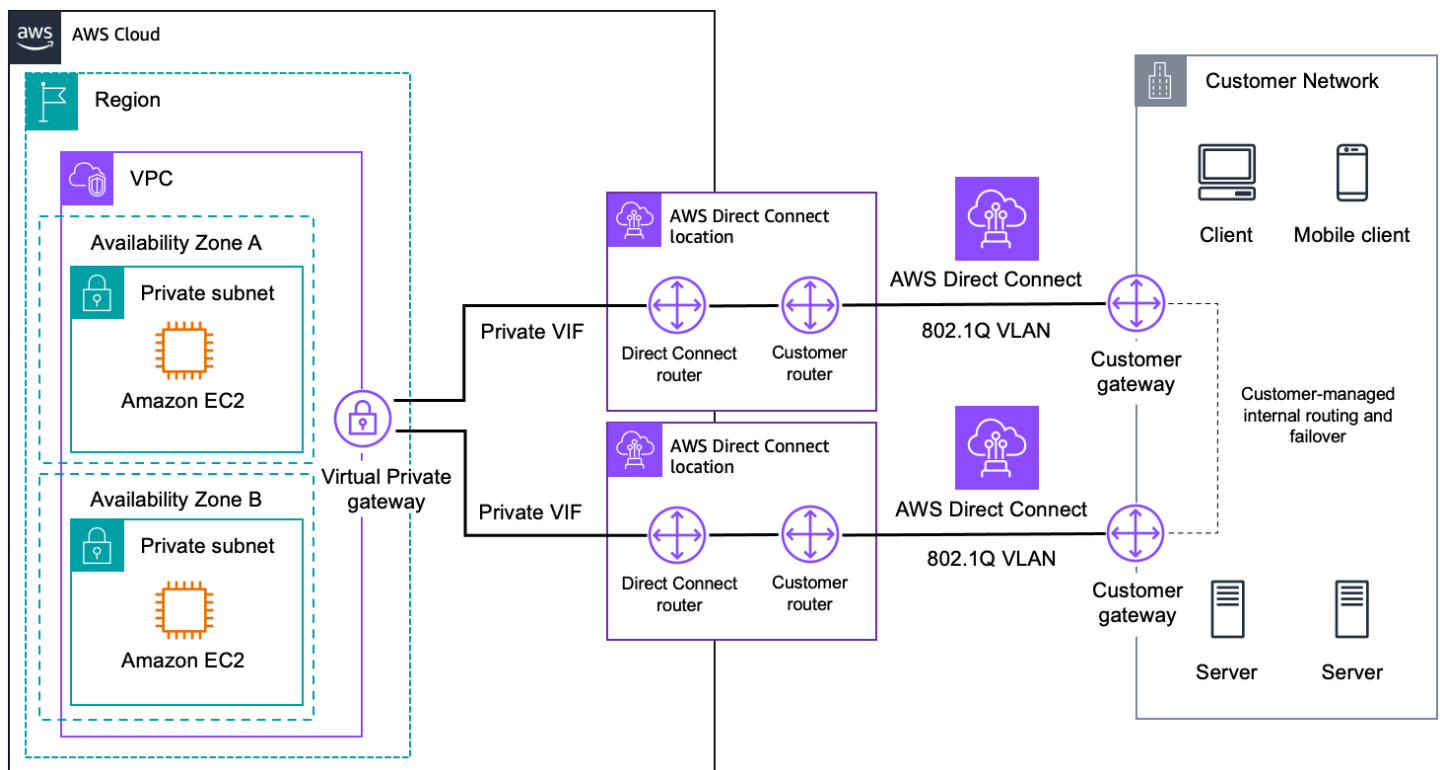 aws
AWS Cloud
Region
VPC
Availability Zone A
Private subnet
Amazon EC2
Availability Zone B
Private subnet
Amazon EC2
Virtual Private
gateway
Private VIF
Private VIF
AWS Direct Connect
location
Direct Connect
router
Customer
router
AWS Direct Connect
location
Direct Connect
router
Customer
router
AWS Direct Connect
802.1Q VLAN
AWS Direct Connect
802.1Q VLAN
Customer Network
Client
Mobile client
Customer
gateway
Customer-managed
internal routing and
failover
Customer
gateway
Server
Server